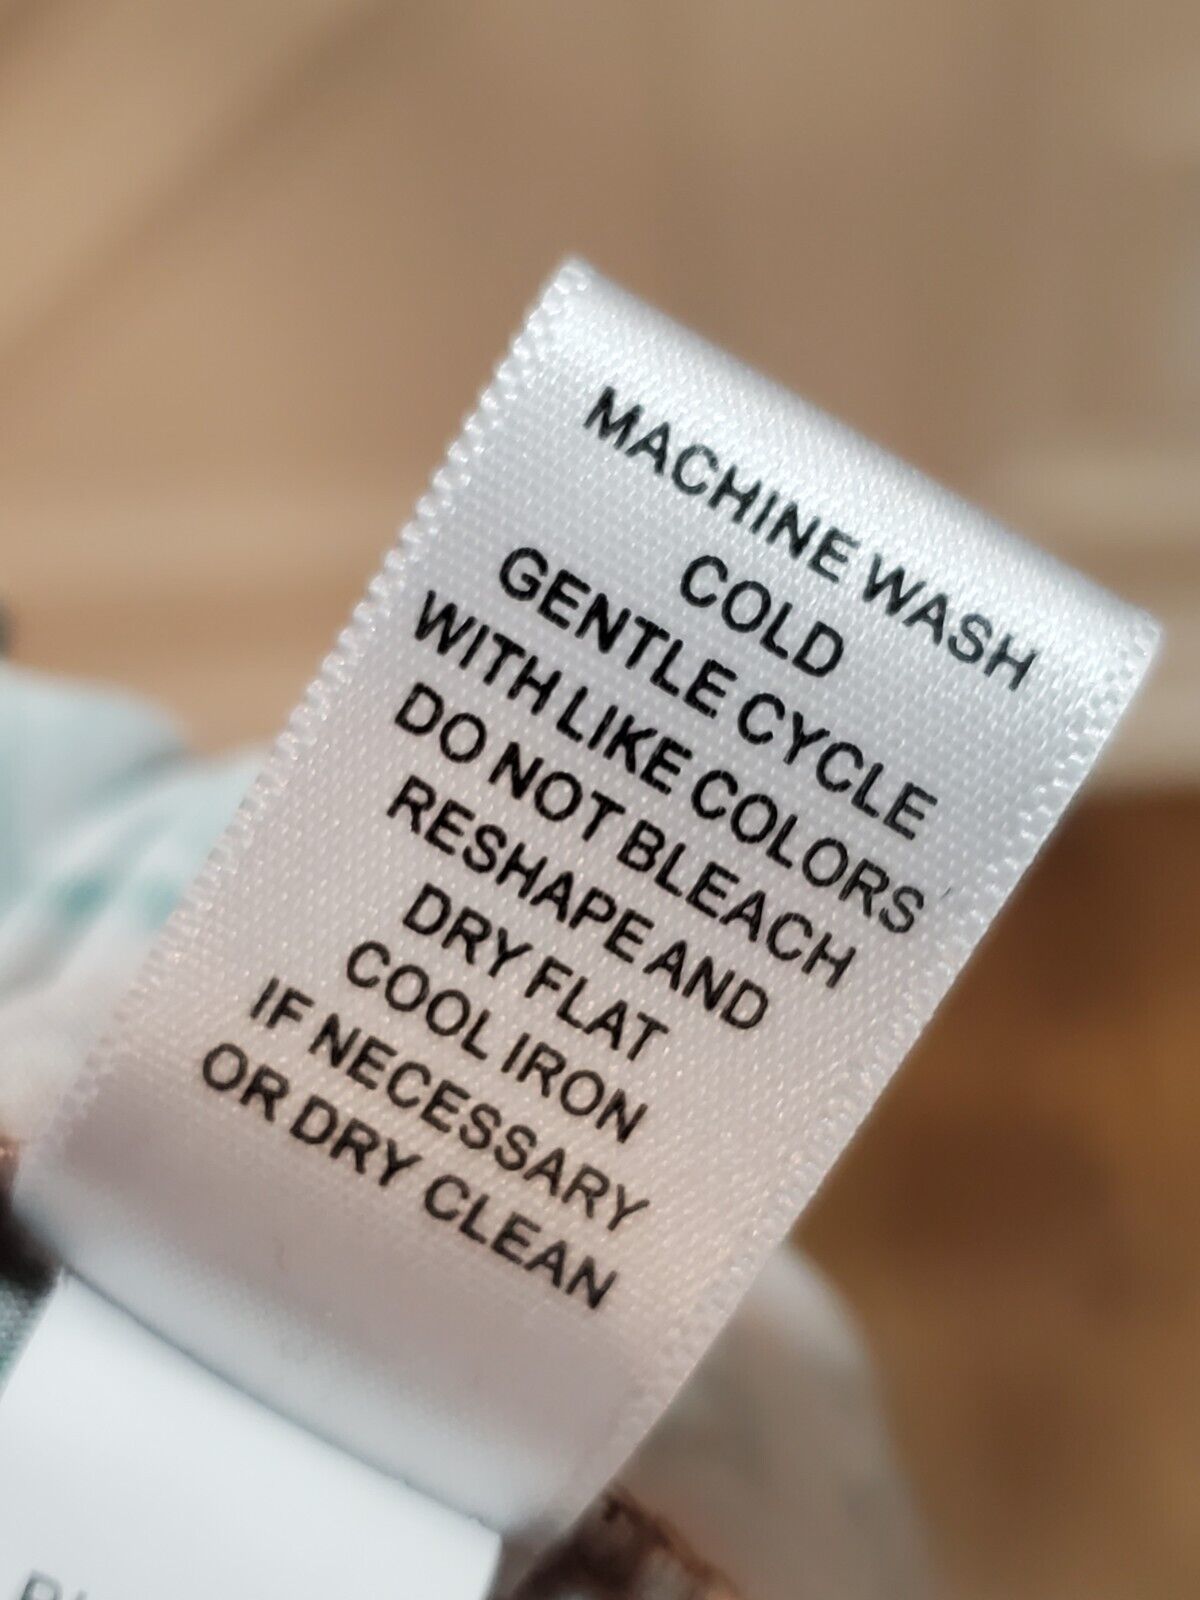 MACHINE WASH
COLD
GENTLE CYCLE
WITH LIKE COLORS
DO NOT BLEACH
RESHAPE AND
DRY FLAT
COOL IRON
IF NECESSARY
OR DRY CLEAN